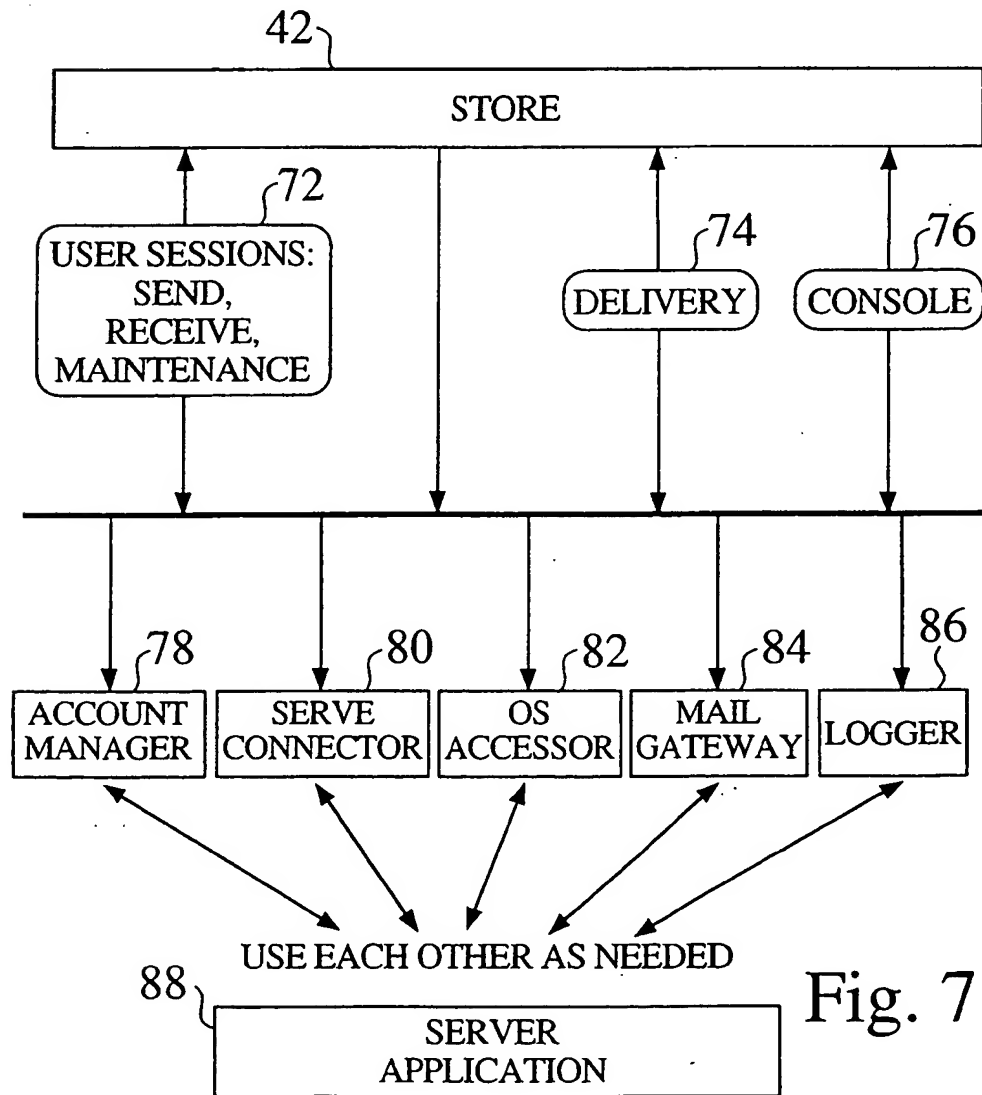 42
STORE
72
USER SESSIONS:
SEND,
RECEIVE,
MAINTENANCE
74
DELIVERY
76
CONSOLE
78
ACCOUNT
MANAGER
80
SERVE
CONNECTOR
82
OS
ACCESSOR
84
MAIL
GATEWAY
86
LOGGER
USE EACH OTHER AS NEEDED
88
SERVER
APPLICATION
Fig. 7